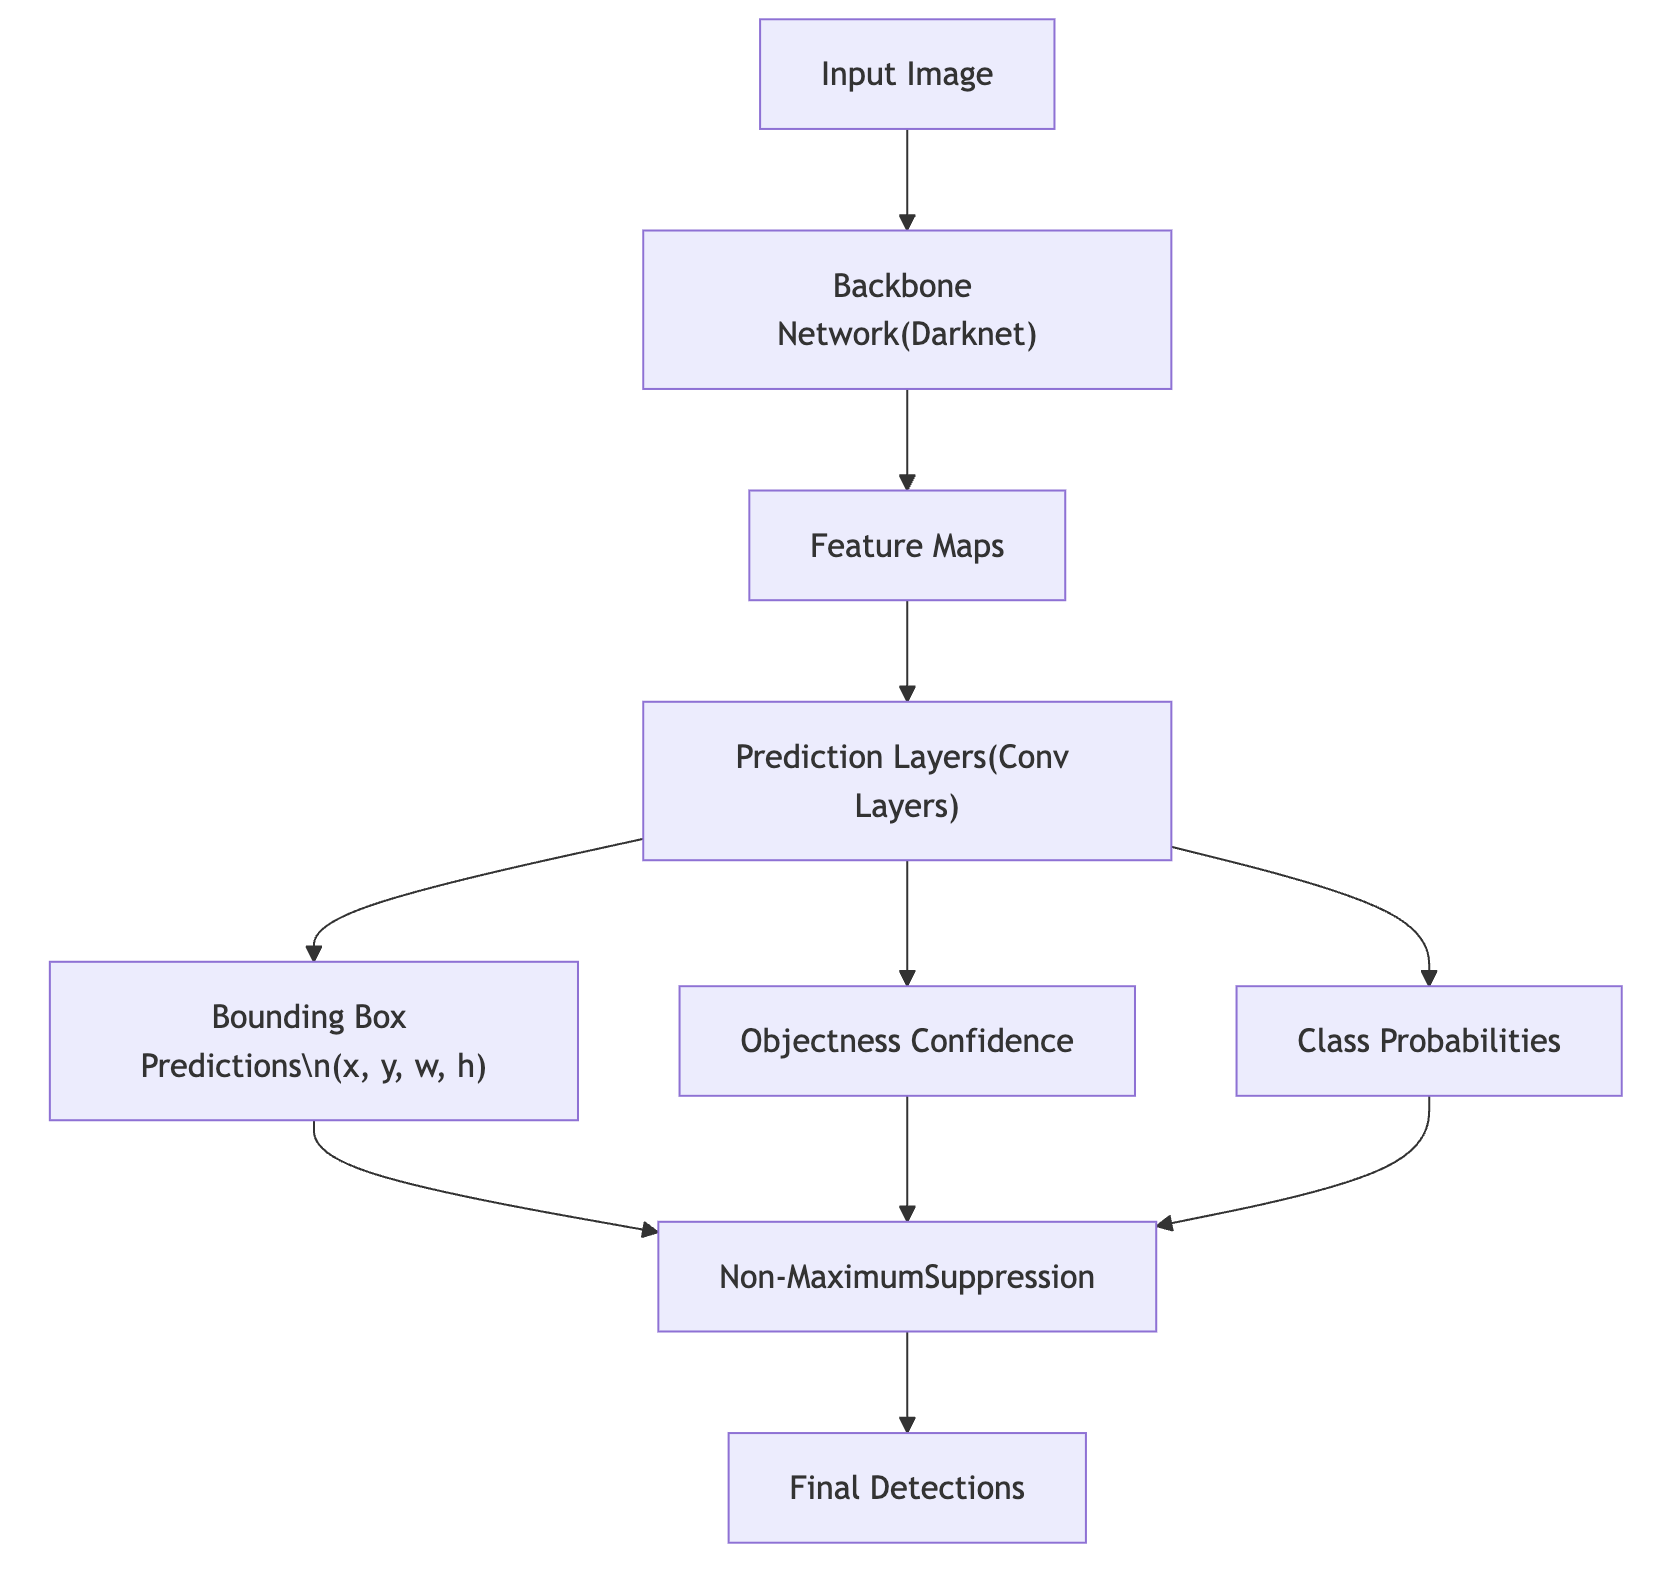 Input Image
Backbone
Network(Darknet)
Feature Maps
Prediction Layers(Conv
Layers)
Bounding Box
Predictions\n(x, y, w, h)
Objectness Confidence
Class Probabilities
Non-MaximumSuppression
Final Detections